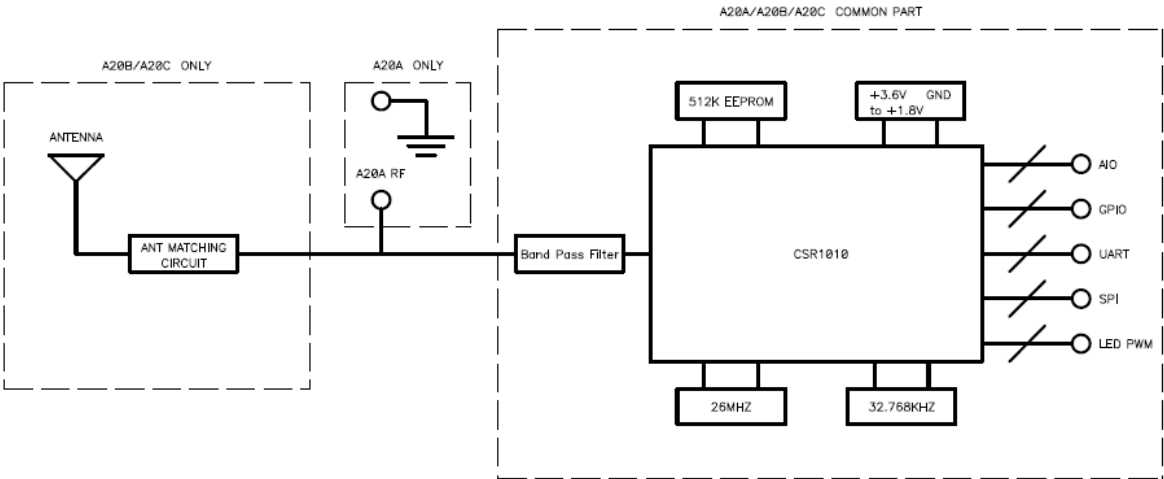 A20A/A20B/A20C COMMON PART
A20B/A20C ONLY
A20A ONLY
ANTENNA
ANT MATCHING
CIRCUIT
A20A RF
Band Pass Filter
512K EEPROM
+3.6V GND
to +1.8V
CSR1010
26MHZ
32.768KHZ
AIO
GPIO
UART
SPI
LED PWM